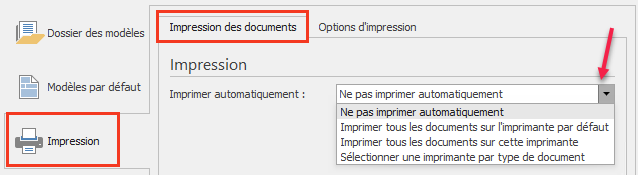 Dossier des modèles
Modèles par défaut
Impression
Impression des documents
Options d'impression
Impression
Imprimer automatiquement :
Ne pas imprimer automatiquement
Ne pas imprimer automatiquement
Imprimer tous les documents sur l'imprimante par défaut
Imprimer tous les documents sur cette imprimante
Sélectionner une imprimante par type de document